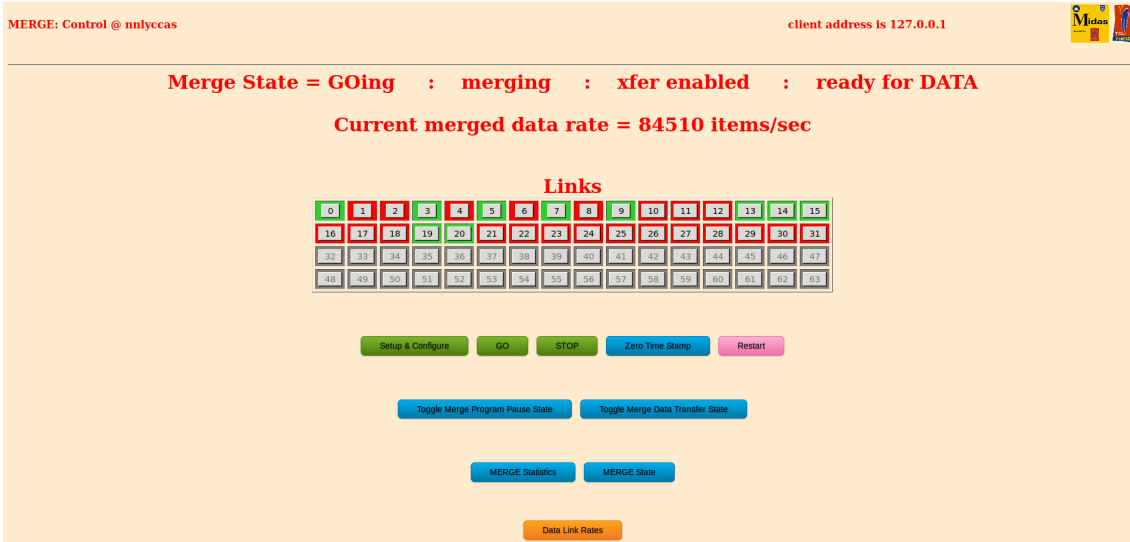 MERGE: Control @ nnlyccas client address is 127.0.0.1 Midas
Merge State = GOing : merging : xfer enabled : ready for DATA
Current merged data rate = 84510 items/sec
Links
0 1 2 3 4 5 6 7 8 9 10 11 12 13 14 15
16 17 18 19 20 21 22 23 24 25 26 27 28 29 30 31
32 33 34 35 36 37 38 39 40 41 42 43 44 45 46 47
48 49 50 51 52 53 54 55 56 57 58 59 60 61 62 63
Setup & Configure GO STOP Zero Time Stamp Restart
Toggle Merge Program Pause State Toggle Merge Data Transfer State
MERGE Statistics MERGE State
Data Link Rates